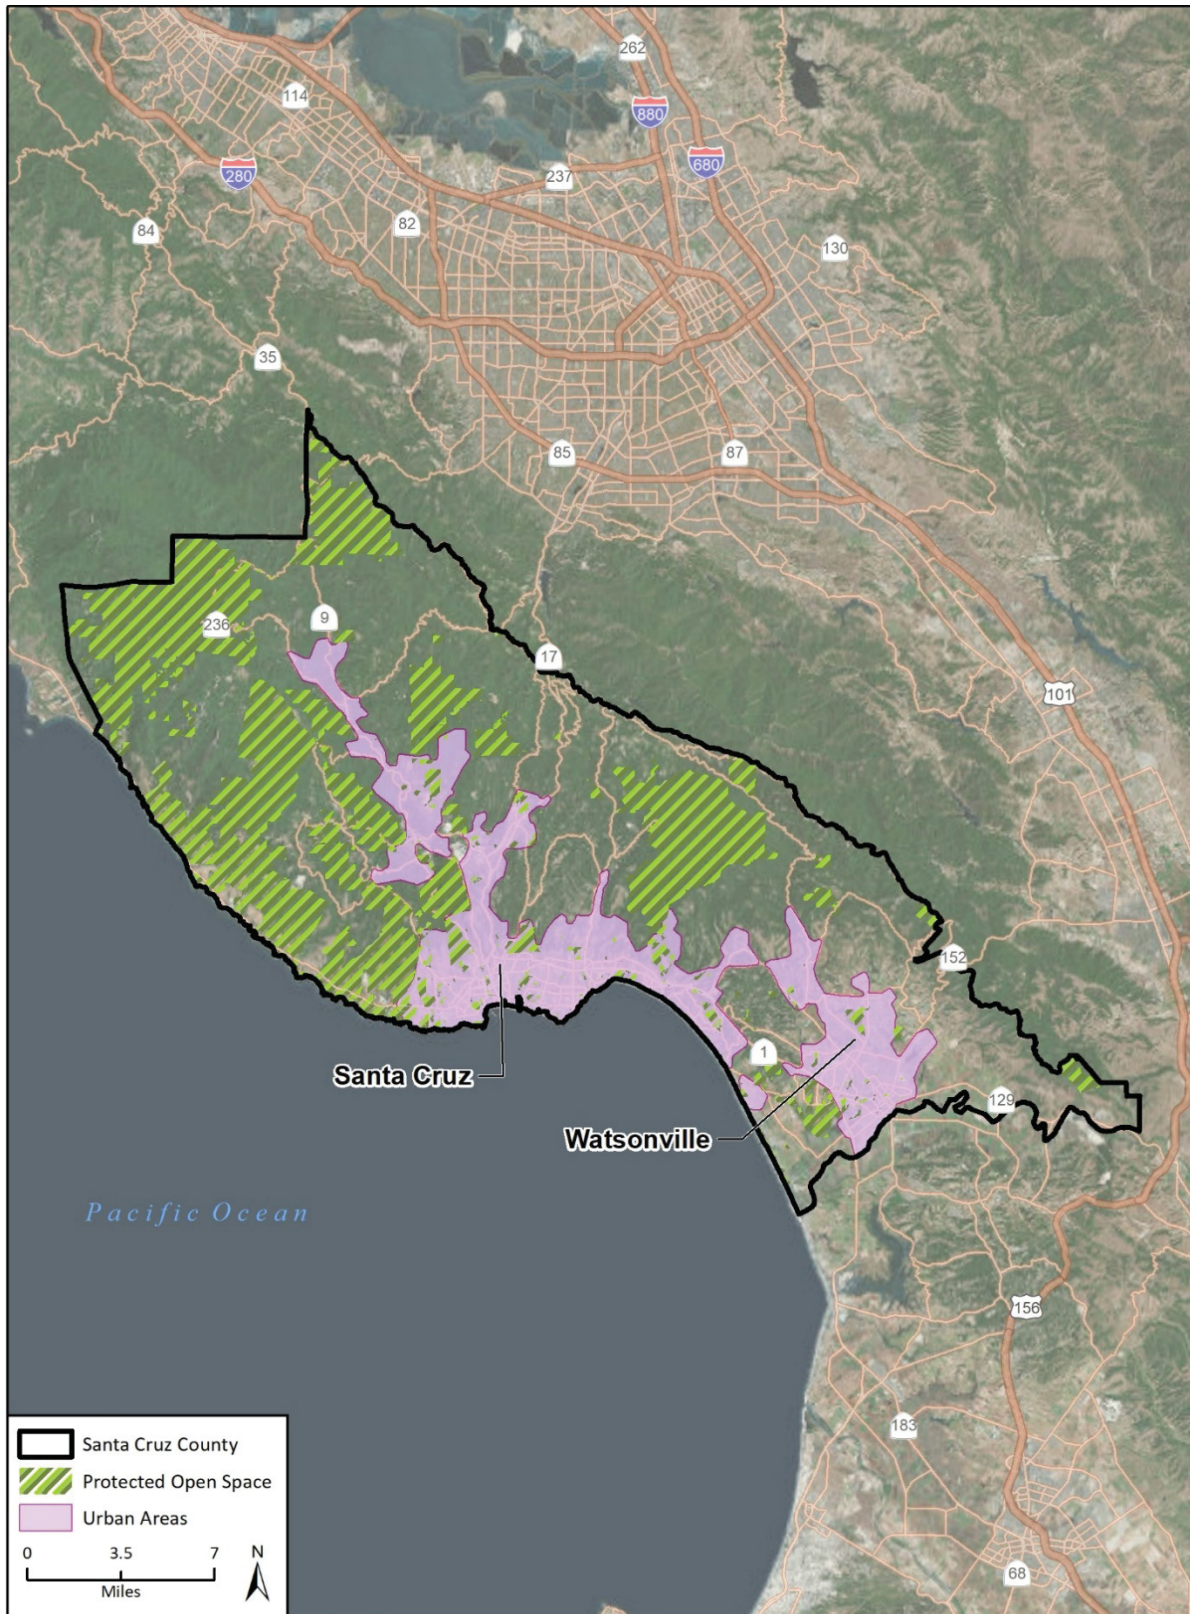 262
114
880
680
280
237
82
84
130
35
85
87
236
9
17
101
152
Santa Cruz
1
129
Watsonville
Pacific Ocean
156
183
68
Santa Cruz County
Protected Open Space
Urban Areas
0 3.5 7
Miles
N